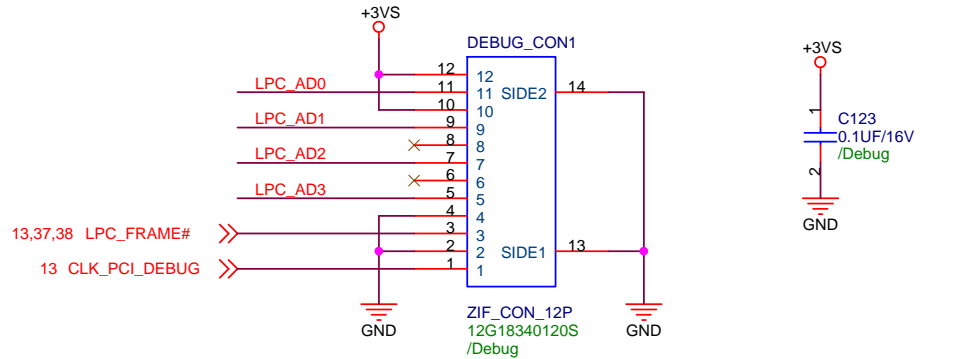 +3VS
DEBUG_CON1
+3VS
12 12
LPC_AD0 11 11 SIDE2 14
10 10
1
C123
LPC_AD1 9 9
0.1UF/16V
8 8
/Debug
LPC_AD2 7 7
2
6 6
LPC_AD3 5 5
4 4
GND
13,37,38 LPC_FRAME# 3 3
2 2 SIDE1 13
13 CLK_PCI_DEBUG 1 1
ZIF_CON_12P
GND
12G18340120S
GND
/Debug